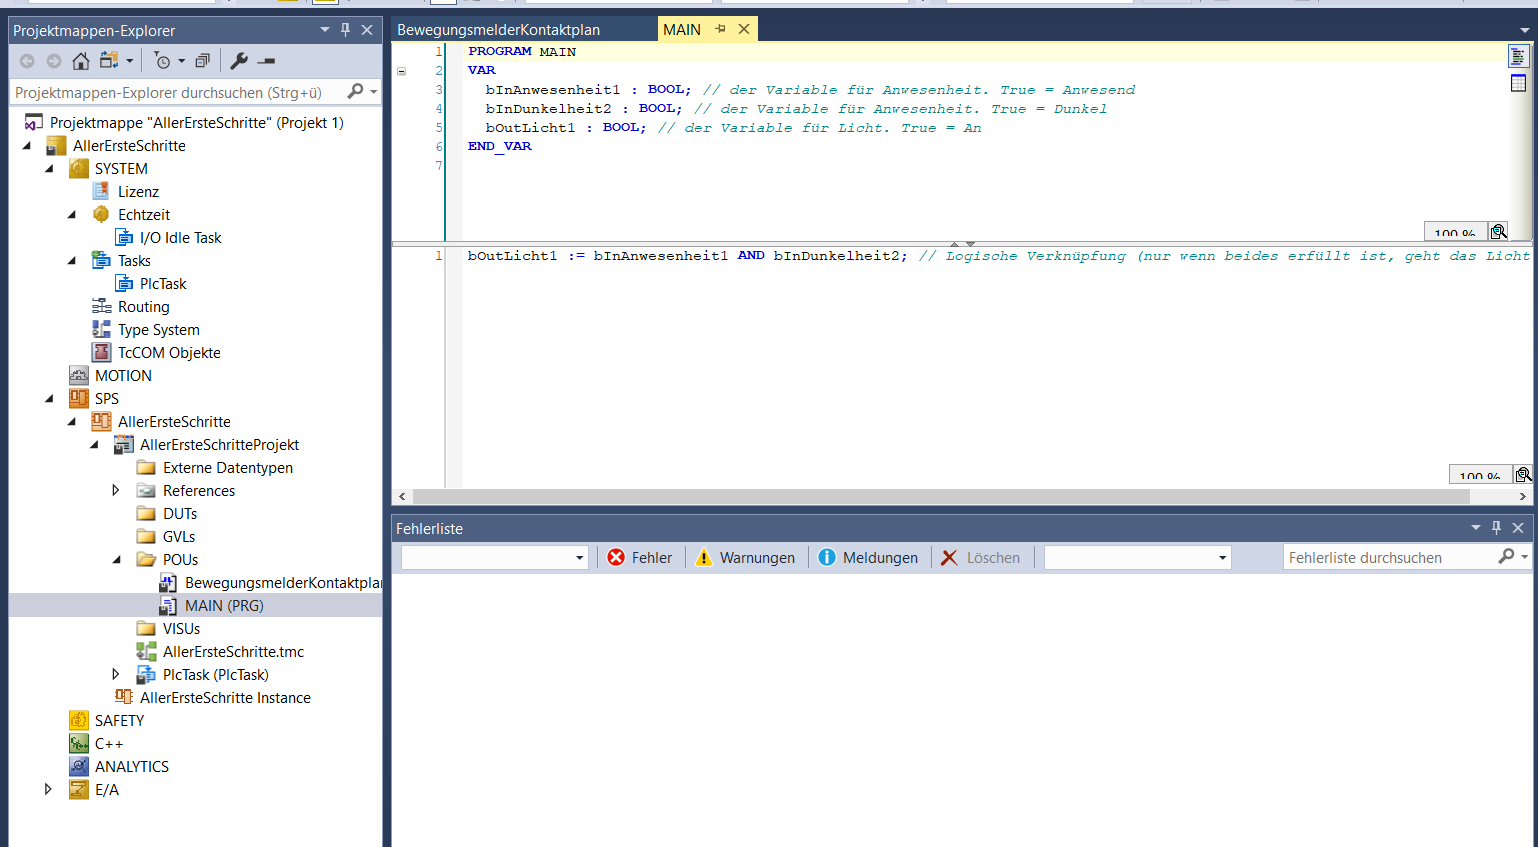 Projektmappen-Explorer
Projektmappen-Explorer durchsuchen (Strg+ü)
Projektmappe "AllerErsteSchritte" (Projekt 1)
AllerErsteSchritte
SYSTEM
Lizenz
Echtzeit
I/O Idle Task
Tasks
PlcTask
Routing
Type System
TcCOM Objekte
MOTION
SPS
AllerErsteSchritte
AllerErsteSchritteProjekt
Externe Datentypen
References
DUTs
GVLs
POUs
BewegungsmelderKontaktplan
MAIN (PRG)
VISUs
AllerErsteSchritte.tmc
PlcTask (PlcTask)
AllerErsteSchritte Instance
SAFETY
C++
ANALYTICS
E/A
BewegungsmelderKontaktplan MAIN
1 PROGRAM MAIN
2 VAR
3 bInAnwesenheit1 : BOOL; // der Variable für Anwesenheit. True = Anwesend
4 bInDunkelheit2 : BOOL; // der Variable für Anwesenheit. True = Dunkel
5 bOutLicht1 : BOOL; // der Variable für Licht. True = An
6 END_VAR
7
100 %
1 bOutLicht1 := bInAnwesenheit1 AND bInDunkelheit2; // Logische Verknüpfung (nur wenn beides erfüllt ist, geht das Licht
100 %
Fehlerliste
Fehler Warnungen Meldungen Löschen Fehlerliste durchsuchen